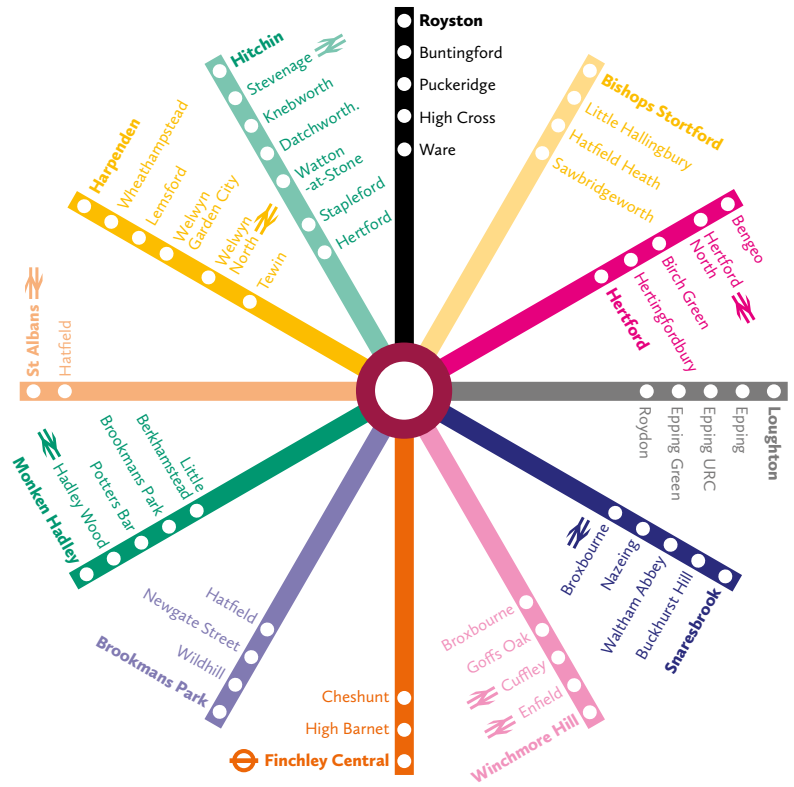 Royston
Buntingford
Puckeridge
High Cross
Ware
Bishops Stortford
Little Hallingbury
Hatfield Heath
Sawbridgeworth
Bengeo
Hertford
North
Birch Green
Hertingfordbury
Hertford
Loughton
Epping
Epping URC
Epping Green
Roydon
Broxbourne
Nazeing
Waltham Abbey
Buckhurst Hill
Snaresbrook
Broxbourne
Goffs Oak
Cuffley
Enfield
Winchmore Hill
Cheshunt
High Barnet
Finchley Central
Hatfield
Newgate Street
Wildhill
Brookmans Park
Little
Berkhamstead
Brookmans Park
Potters Bar
Hadley Wood
Monken Hadley
St Albans
Hatfield
Harpenden
Wheathampstead
Lemsford
Welwyn
Garden City
Welwyn
North
Tewin
Hitchin
Stevenage
Knebworth
Datchworth.
Watton
-at-Stone
Stapleford
Hertford